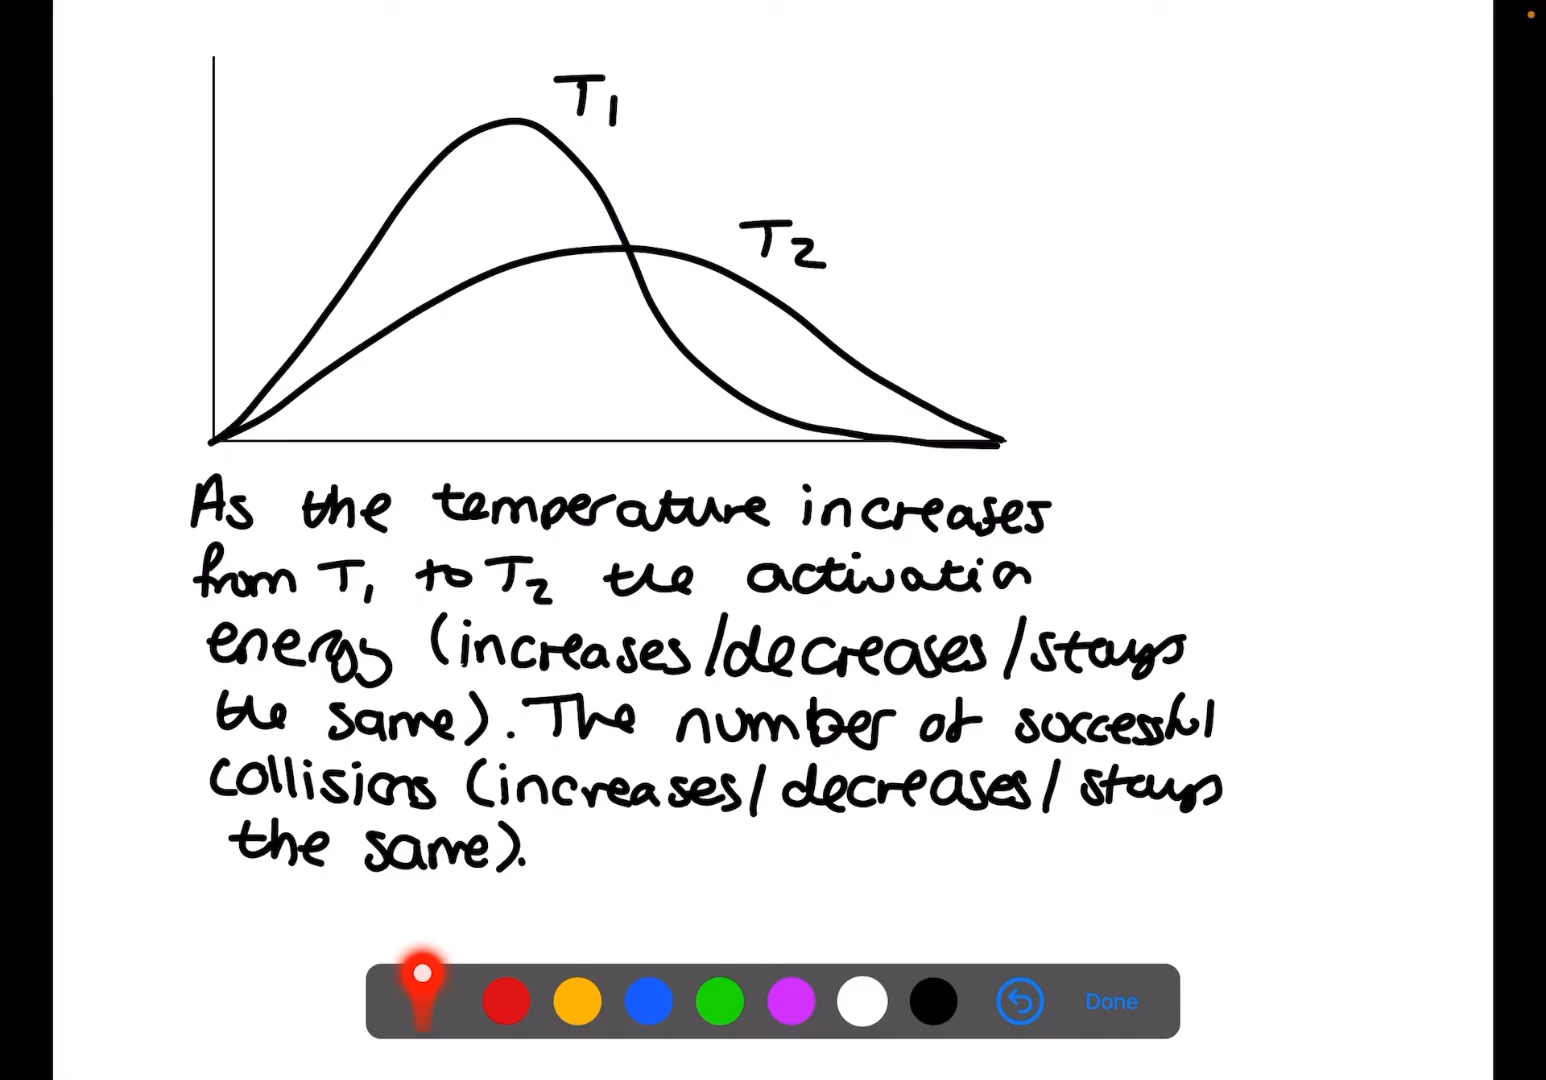 T1
T2
As the temperature increases
from T1 to T2 the activation
energy (increases/decreases/stays
the same). The number of successful
collisions (increases/decreases/stays
the same).
Done